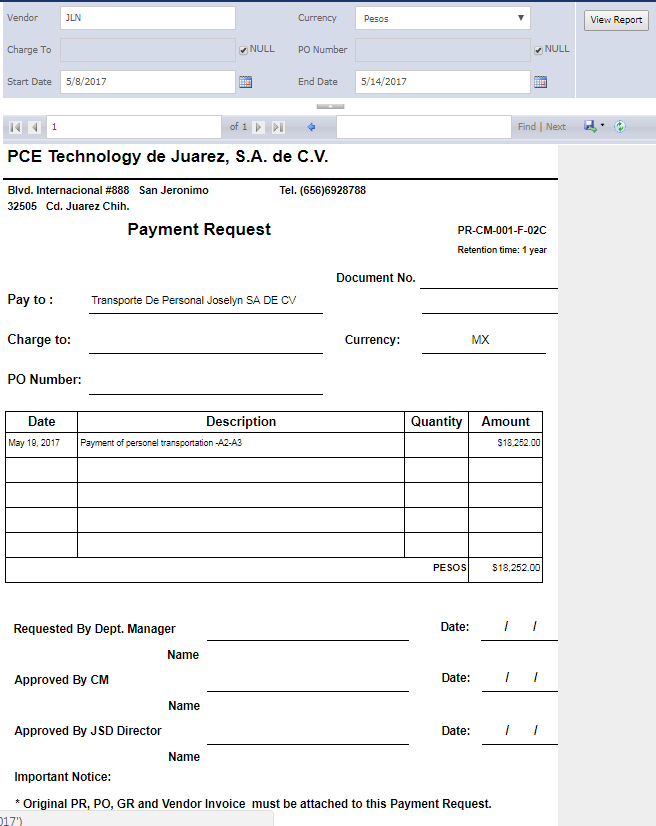 Vendor JLN Currency Pesos View Report
Charge To NULL PO Number NULL
Start Date 5/8/2017 End Date 5/14/2017
1 of 1 Find | Next
PCE Technology de Juarez, S.A. de C.V.
Blvd. Internacional #888 San Jeronimo Tel. (656)6928788
32505 Cd. Juarez Chih.
Payment Request PR-CM-001-F-02C
Retention time: 1 year
Document No.
Pay to : Transporte De Personal Joselyn SA DE CV
Charge to: Currency: MX
PO Number:
Date Description Quantity Amount
May 19, 2017 Payment of personel transportation -A2-A3 $18,252.00
PESOS $18,252.00
Requested By Dept. Manager Date: / /
Name
Approved By CM Date: / /
Name
Approved By JSD Director Date: / /
Name
Important Notice:
* Original PR, PO, GR and Vendor Invoice must be attached to this Payment Request.
017')